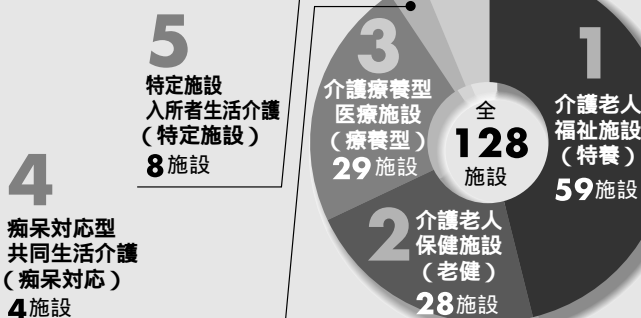 1
介護老人
福祉施設
(特養)
59施設
2
介護老人
保健施設
(老健)
28施設
3
介護療養型
医療施設
(療養型)
29施設
4
痴呆対応型
共同生活介護
(痴呆対応)
4施設
5
特定施設
入所者生活介護
(特定施設)
8施設
全
128
施設